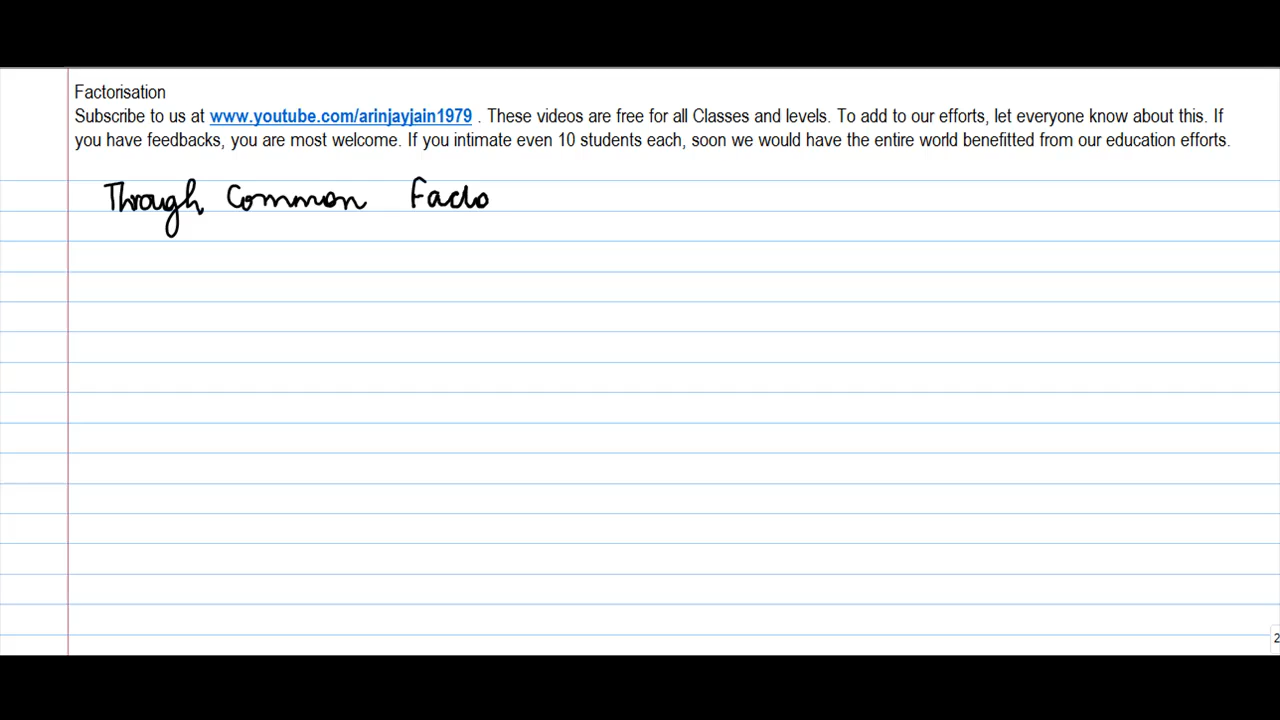 Factorisation
Subscribe to us at www.youtube.com/arinjayjain1979 . These videos are free for all Classes and levels. To add to our efforts, let everyone know about this. If
you have feedbacks, you are most welcome. If you intimate even 10 students each, soon we would have the entire world benefitted from our education efforts.
Through Common Facto
2